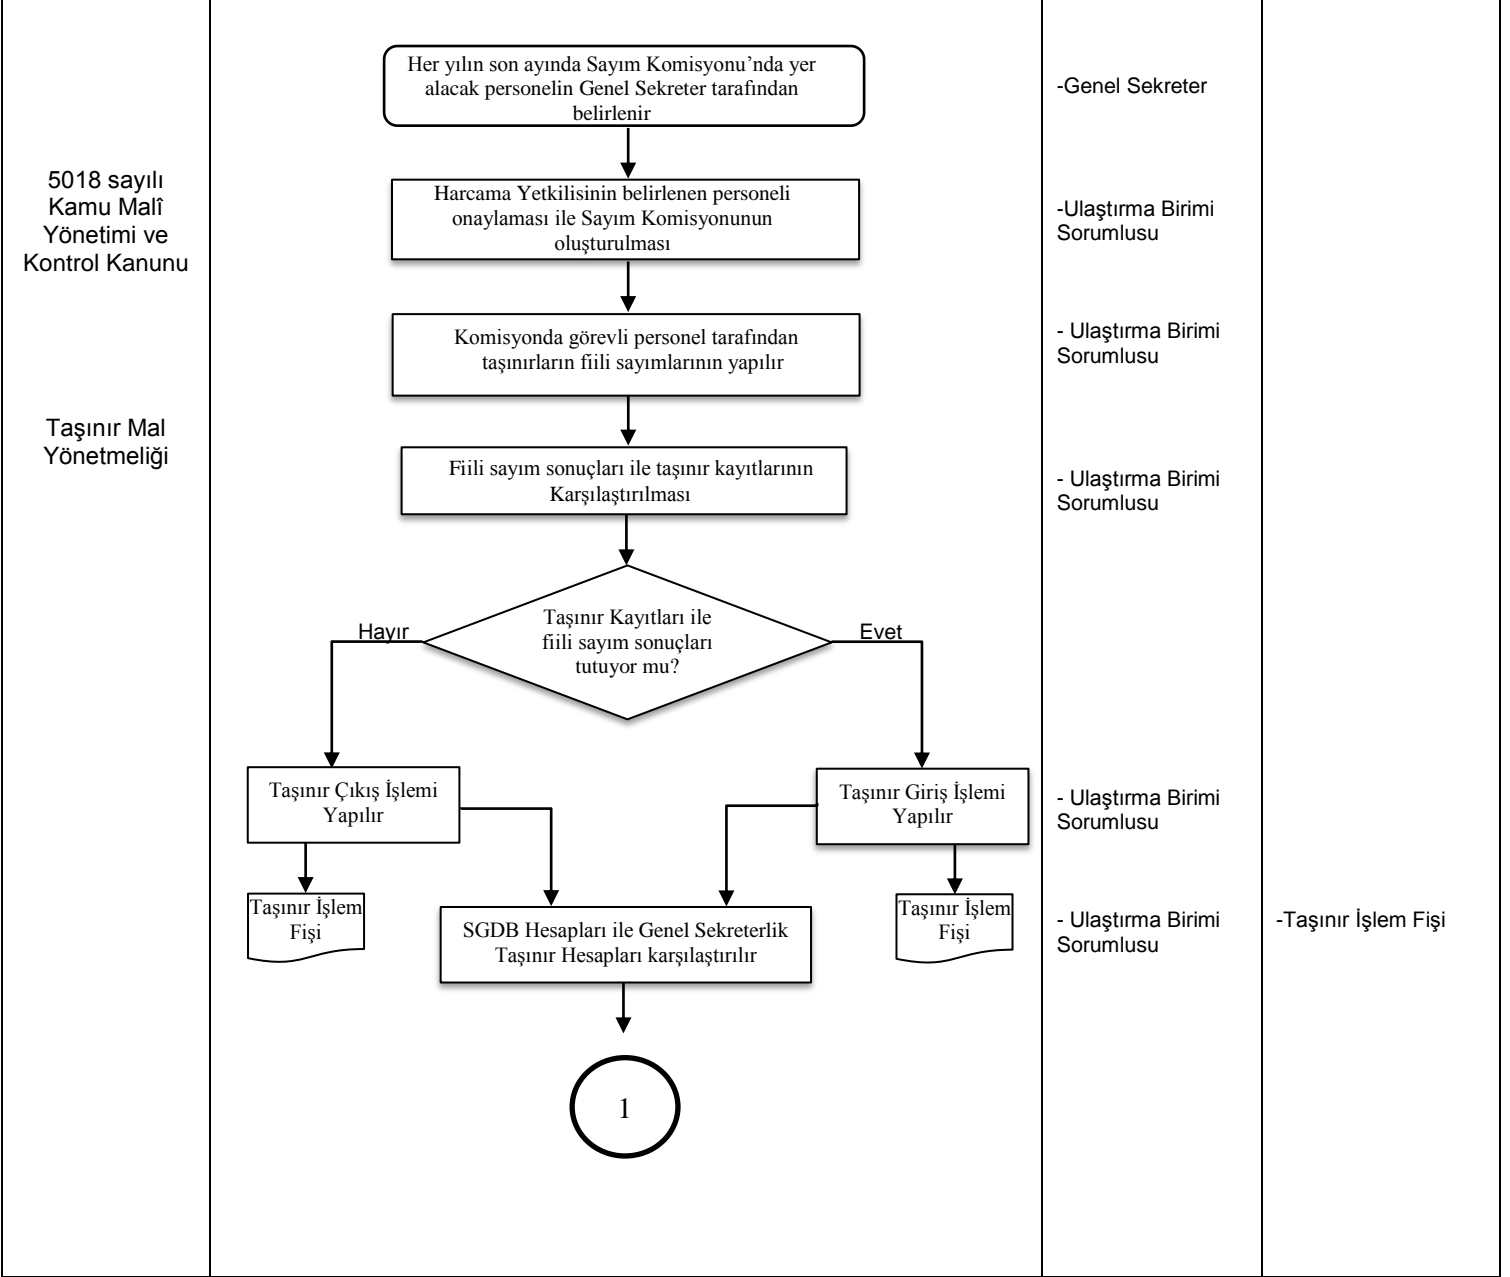 Her yılın son ayında Sayım Komisyonu’nda yer
alacak personelin Genel Sekreter tarafından
belirlenir
-Genel Sekreter
5018 sayılı
Kamu Malî
Yönetimi ve
Kontrol Kanunu
Harcama Yetkilisinin belirlenen personeli
onaylaması ile Sayım Komisyonunun
oluşturulması
-Ulaştırma Birimi
Sorumlusu
Komisyonda görevli personel tarafından
taşınırların fiili sayımlarının yapılır
- Ulaştırma Birimi
Sorumlusu
Taşınır Mal
Yönetmeliği
Fiili sayım sonuçları ile taşınır kayıtlarının
Karşılaştırılması
- Ulaştırma Birimi
Sorumlusu
Taşınır Kayıtları ile
fiili sayım sonuçları
tutuyor mu?
Hayır
Evet
Taşınır Çıkış İşlemi
Yapılır
Taşınır Giriş İşlemi
Yapılır
- Ulaştırma Birimi
Sorumlusu
Taşınır İşlem
Fişi
SGDB Hesapları ile Genel Sekreterlik
Taşınır Hesapları karşılaştırılır
Taşınır İşlem
Fişi
- Ulaştırma Birimi
Sorumlusu
-Taşınır İşlem Fişi
1